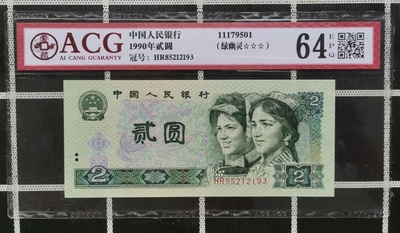 ACG
AI CANG GUARANTY
中国人民银行
1990年贰圆
冠号：HR85212193
11179501
(绿幽灵☆☆☆)
64 EPQ
中国人民银行
贰圆
2
2
HR85212193
2